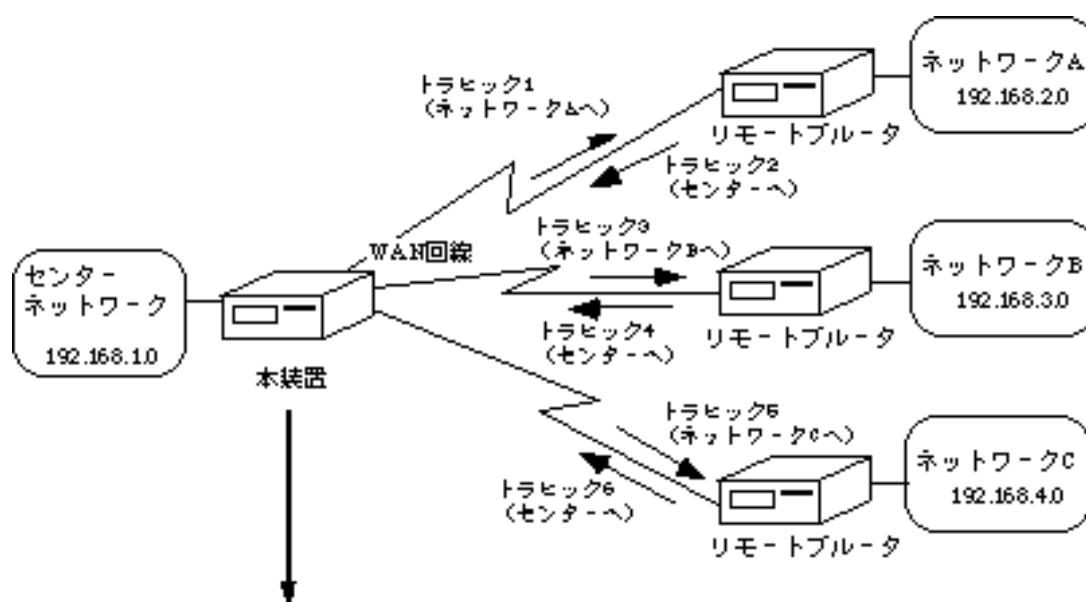 トラヒック1
(ネットワークAへ)
ネットワークA
192.168.2.0
リモートブルータ
トラヒック2
(センターへ)
トラヒック3
(ネットワークBへ)
WAN回線
センター
ネットワーク
192.168.1.0
本装置
ネットワークB
192.168.3.0
リモートブルータ
トラヒック4
(センターへ)
トラヒック5
(ネットワークCへ)
ネットワークC
192.168.4.0
トラヒック6
(センターへ)
リモートブルータ